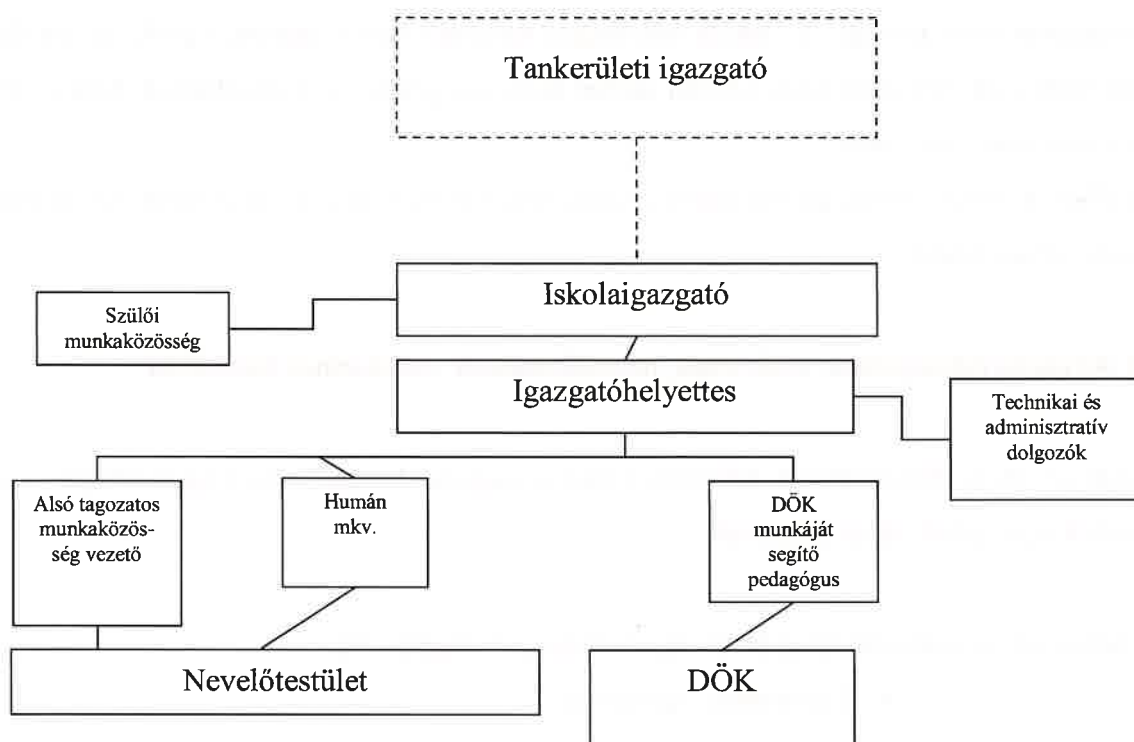 Tankerületi igazgató
Iskolaigazgató
Szülői
munkaközösség
Igazgatóhelyettes
Technikai és
adminisztratív
dolgozók
Alsó tagozatos
munkaközös-
ség vezető
Humán
mkv.
DÖK
munkáját
segítő
pedagógus
Nevelőtestület
DÖK